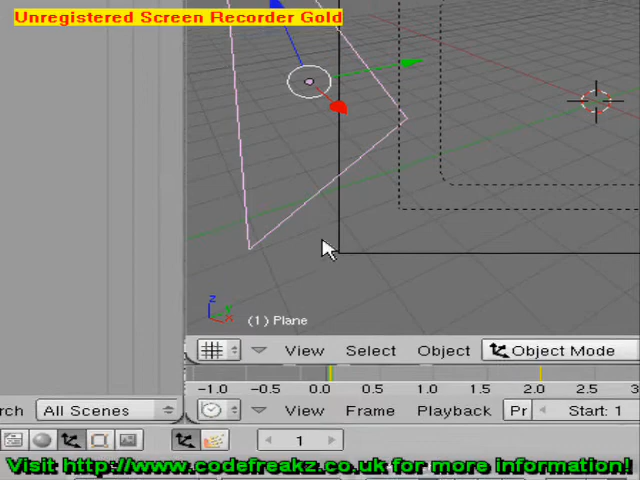 Unregistered Screen Recorder Gold
z
y
x
(1) Plane
View Select Object Object Mode
-1.0 -0.5 0.0 0.5 1.0 1.5 2.0 2.5 3
rch All Scenes View Frame Playback Pr Start: 1
1
Visit http://www.codefreakz.co.uk for more information!